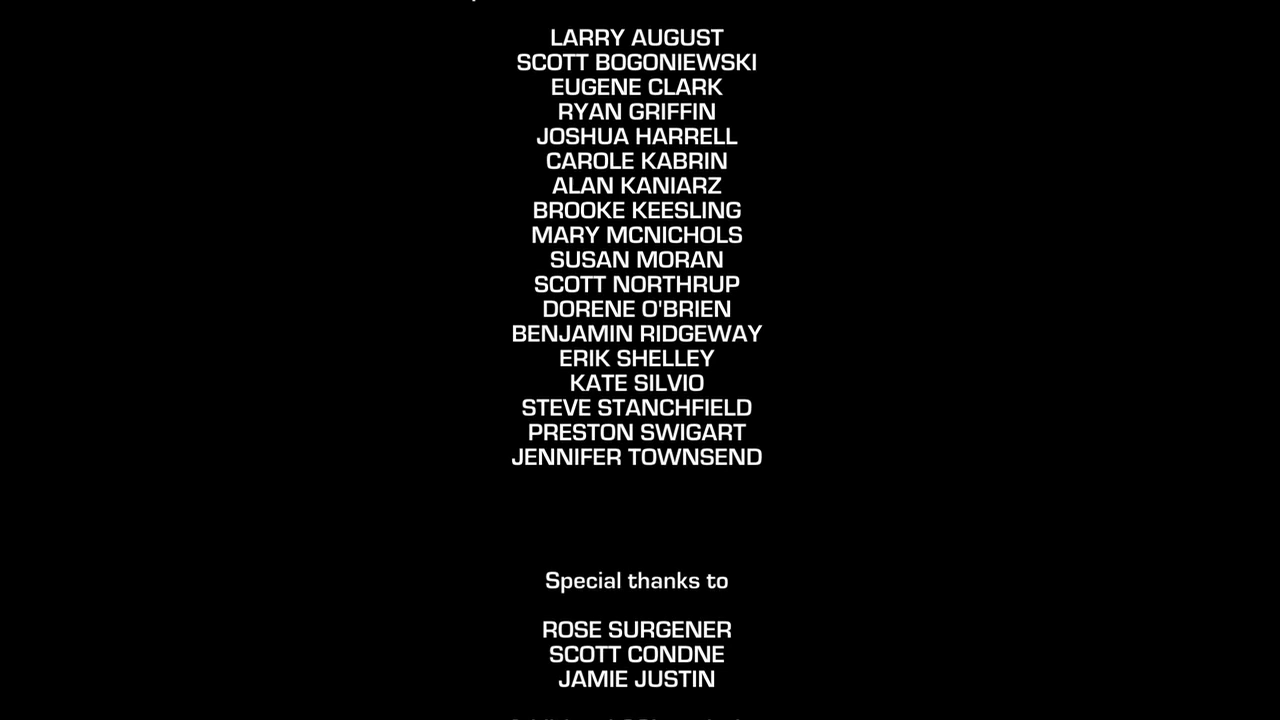 LARRY AUGUST
SCOTT BOGONIEWSKI
EUGENE CLARK
RYAN GRIFFIN
JOSHUA HARRELL
CAROLE KABRIN
ALAN KANIARZ
BROOKE KEESLING
MARY MCNICHOLS
SUSAN MORAN
SCOTT NORTHRUP
DORENE O'BRIEN
BENJAMIN RIDGEWAY
ERIK SHELLEY
KATE SILVIO
STEVE STANCHFIELD
PRESTON SWIGART
JENNIFER TOWNSEND
Special thanks to
ROSE SURGENER
SCOTT CONDNE
JAMIE JUSTIN